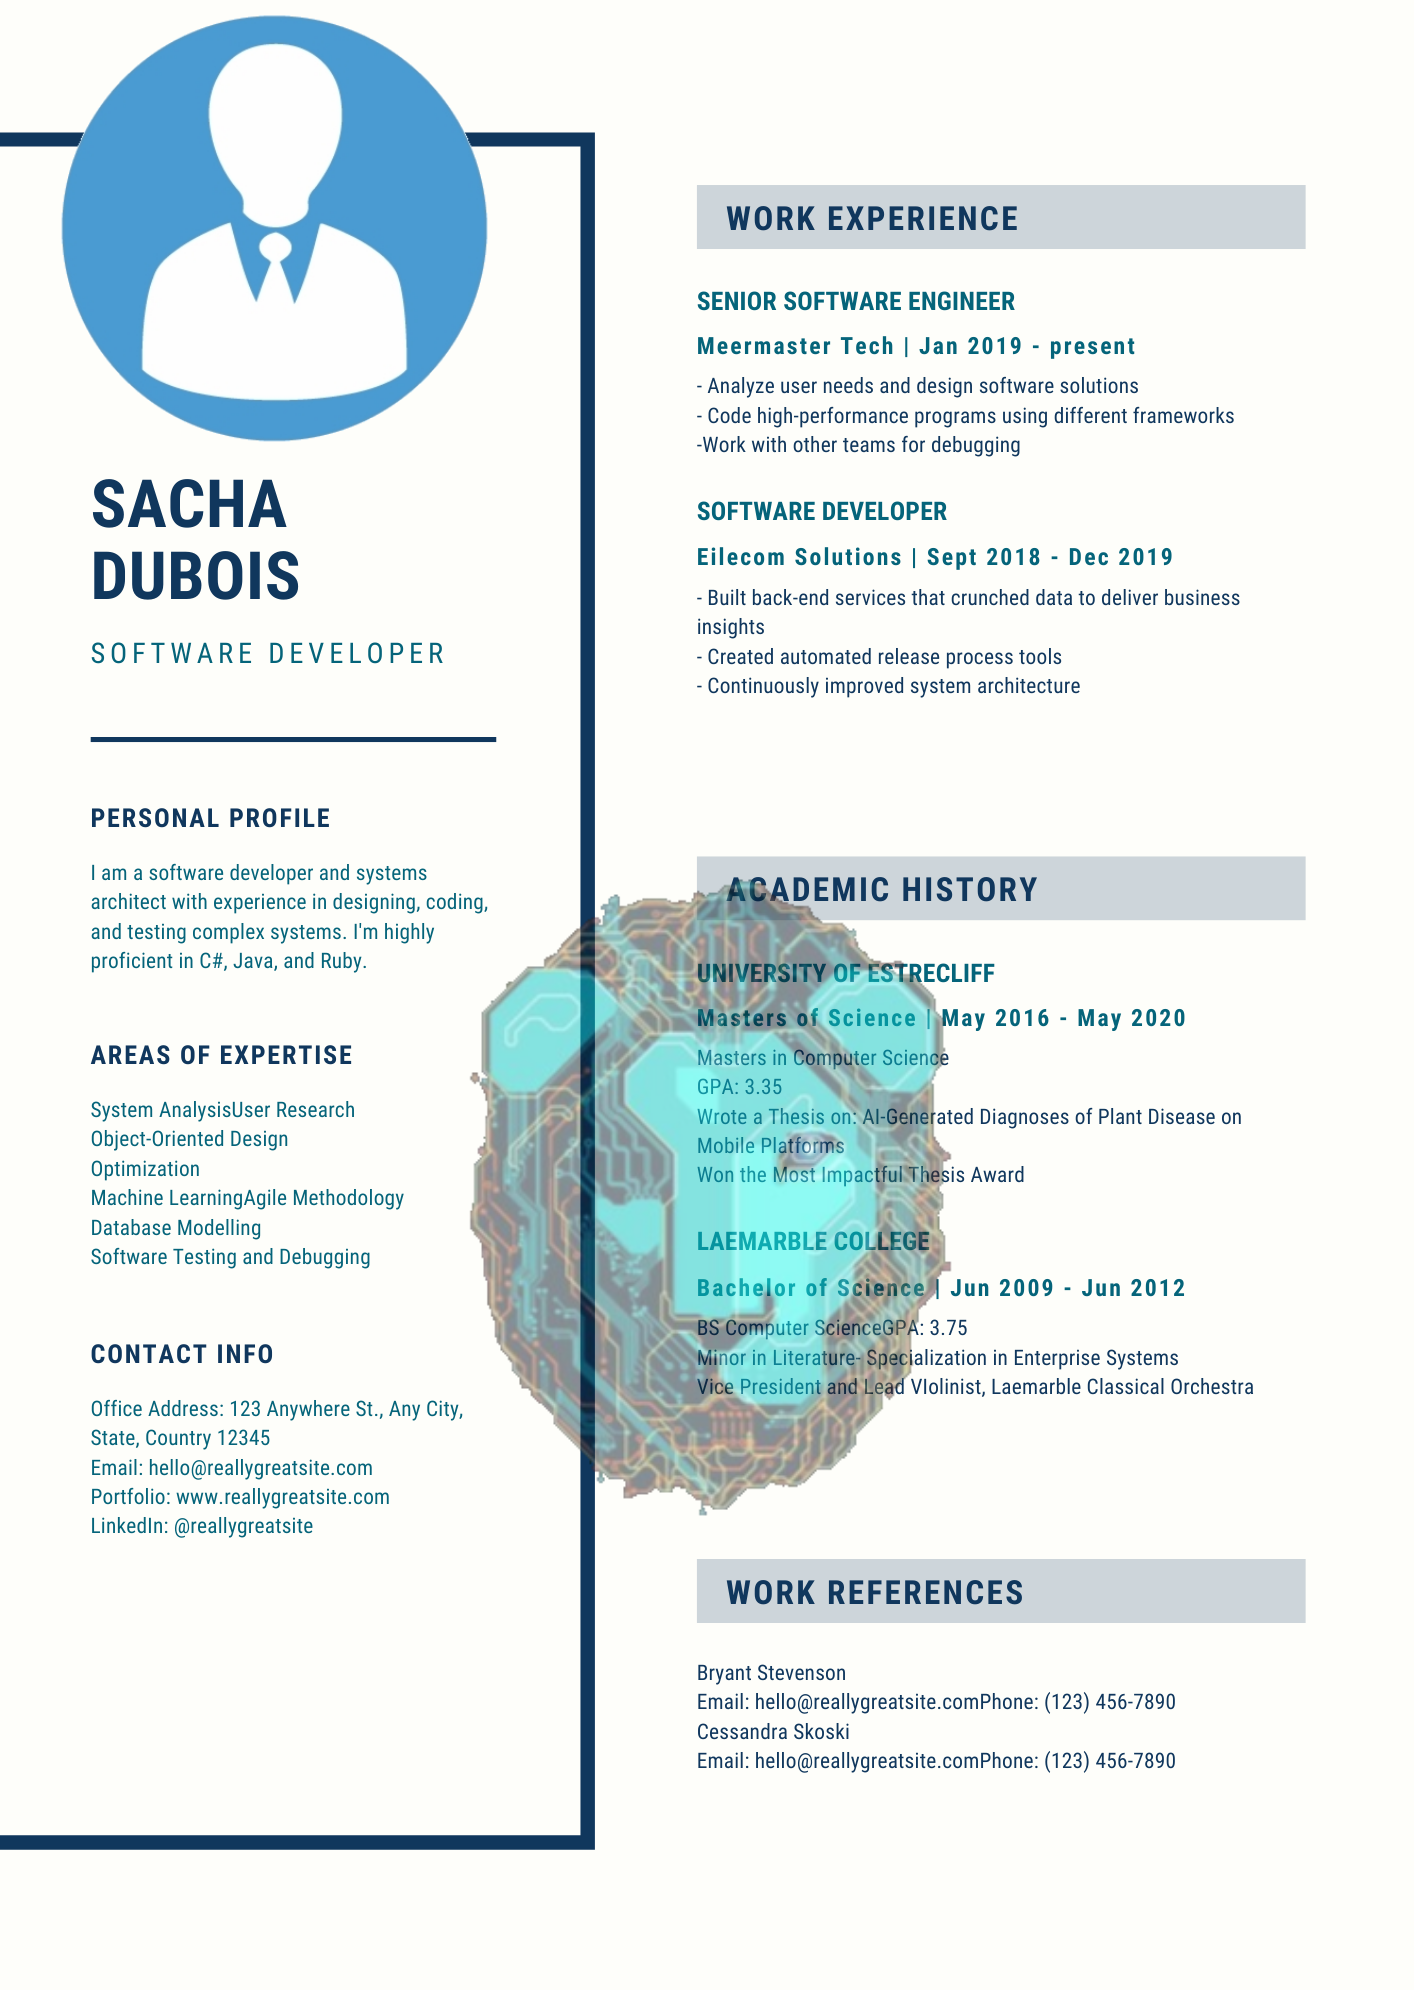 SACHA
DUBOIS
SOFTWARE DEVELOPER
PERSONAL PROFILE
I am a software developer and systems
architect with experience in designing, coding,
and testing complex systems. I'm highly
proficient in C#, Java, and Ruby.
AREAS OF EXPERTISE
System AnalysisUser Research
Object-Oriented Design
Optimization
Machine LearningAgile Methodology
Database Modelling
Software Testing and Debugging
CONTACT INFO
Office Address: 123 Anywhere St., Any City,
State, Country 12345
Email: hello@reallygreatsite.com
Portfolio: www.reallygreatsite.com
LinkedIn: @reallygreatsite
WORK EXPERIENCE
SENIOR SOFTWARE ENGINEER
Meermaster Tech | Jan 2019 - present
- Analyze user needs and design software solutions
- Code high-performance programs using different frameworks
-Work with other teams for debugging
SOFTWARE DEVELOPER
Eilecom Solutions | Sept 2018 - Dec 2019
- Built back-end services that crunched data to deliver business
insights
- Created automated release process tools
- Continuously improved system architecture
ACADEMIC HISTORY
UNIVERSITY OF ESTRECLIFF
Masters of Science | May 2016 - May 2020
Masters in Computer Science
GPA: 3.35
Wrote a Thesis on: AI-Generated Diagnoses of Plant Disease on
Mobile Platforms
Won the Most Impactful Thesis Award
LAEMARBLE COLLEGE
Bachelor of Science | Jun 2009 - Jun 2012
BS Computer ScienceGPA: 3.75
Minor in Literature- Specialization in Enterprise Systems
Vice President and Lead VIolinist, Laemarble Classical Orchestra
WORK REFERENCES
Bryant Stevenson
Email: hello@reallygreatsite.comPhone: (123) 456-7890
Cessandra Skoski
Email: hello@reallygreatsite.comPhone: (123) 456-7890